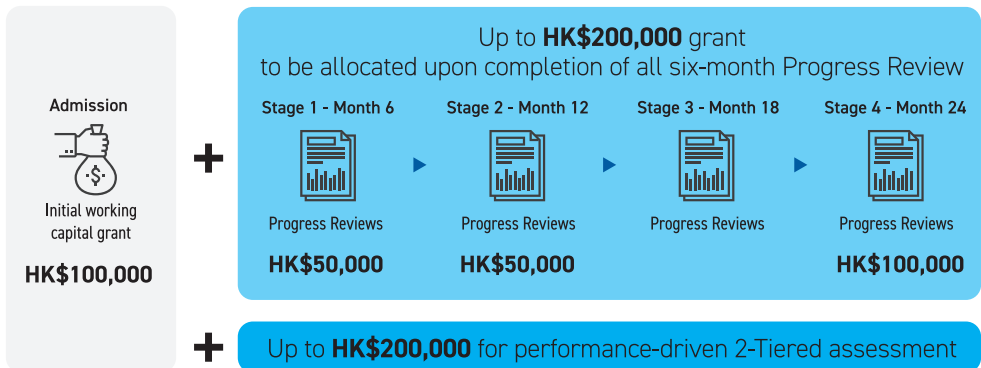 Admission
$
Initial working
capital grant
HK$100,000
+
Up to HK$200,000 grant
to be allocated upon completion of all six-month Progress Review
Stage 1 - Month 6
Progress Reviews
HK$50,000
Stage 2 - Month 12
Progress Reviews
HK$50,000
Stage 3 - Month 18
Progress Reviews
Stage 4 - Month 24
Progress Reviews
HK$100,000
+
Up to HK$200,000 for performance-driven 2-Tiered assessment